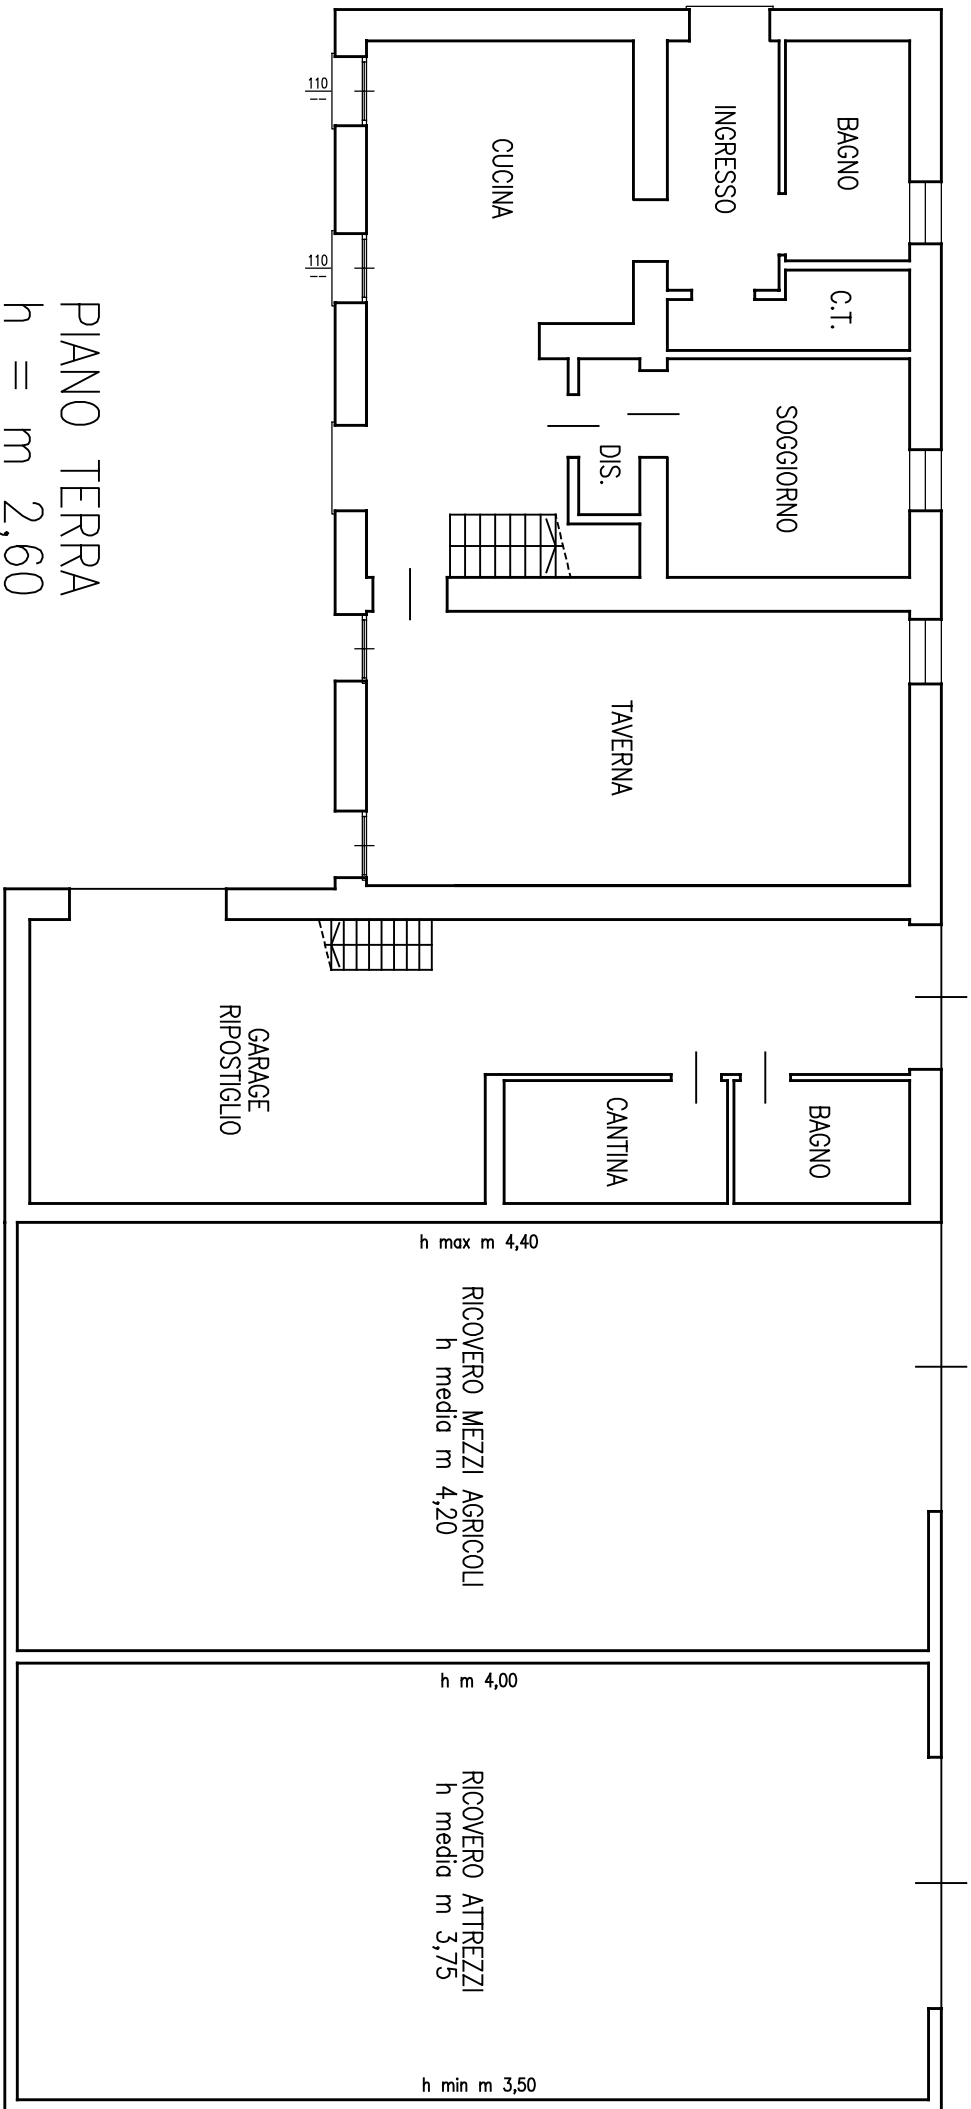 BAGNO
INGRESSO
CUCINA
C.T.
110
--
110
--
SOGGIORNO
DIS.
TAVERNA
PIANO TERRA
h = m 2,60
GARAGE
RIPOSTIGLIO
CANTINA
BAGNO
h max m 4,40
RICOVERO MEZZI AGRICOLI
h media m 4,20
h m 4,00
RICOVERO ATTREZZI
h media m 3,75
h min m 3,50